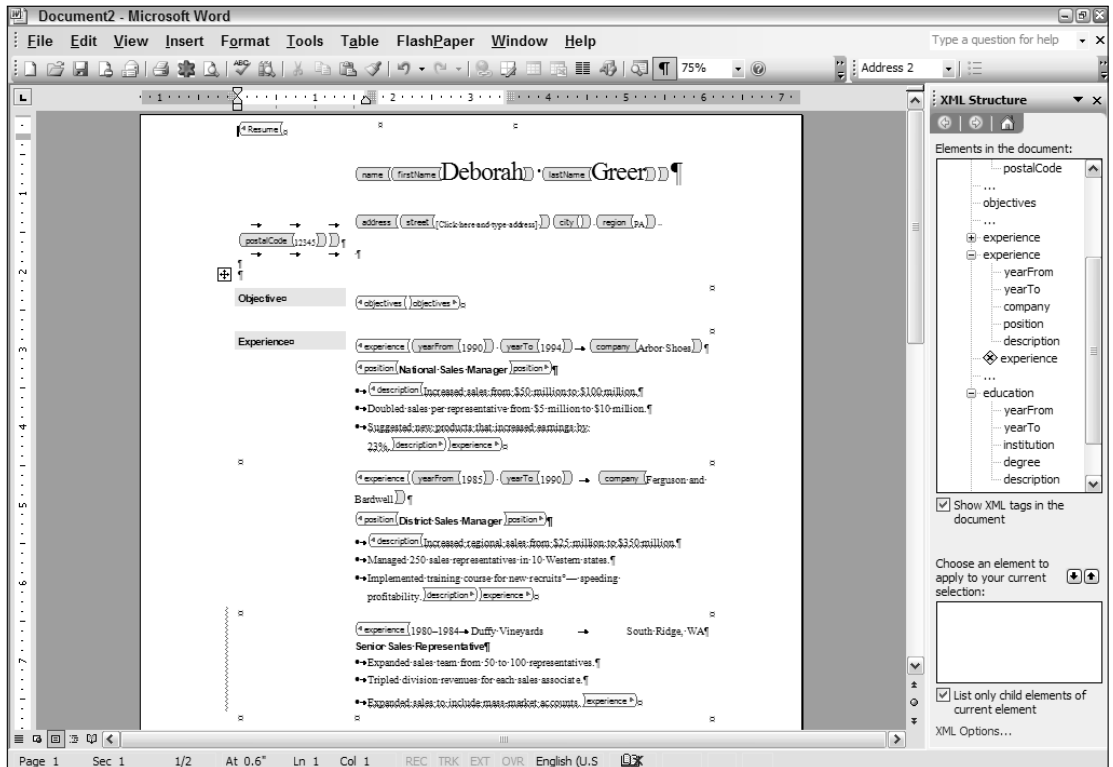 Document2 - Microsoft Word
File Edit View Insert Format Tools Table FlashPaper Window Help
Type a question for help
75%
Address 2
1 1 2 3 4 5 6 7
XML Structure
Elements in the document:
postalCode
...
objectives
...
experience
experience
yearFrom
yearTo
company
position
description
experience
...
education
yearFrom
yearTo
institution
degree
description
Show XML tags in the
document
Choose an element to
apply to your current
selection:
List only child elements of
current element
XML Options...
Resume
name firstName Deborah lastName Greer ¶
address street [Click here and type address] city region PA
postalCode 12345 ¶
¶
¶
¶
Objective
objectives objectives
Experience
experience yearFrom 1990 - yearTo 1994 company Arbor Shoes ¶
position National Sales Manager position ¶
• description Increased sales from $50 million to $100 million.¶
• Doubled sales per representative from $5 million to $10 million.¶
• Suggested new products that increased earnings by
23%. description experience
experience yearFrom 1985 - yearTo 1990 company Ferguson and
Bardwell ¶
position District Sales Manager position ¶
• description Increased regional sales from $25 million to $350 million.¶
• Managed 250 sales representatives in 10 Western states.¶
• Implemented training course for new recruits — speeding
profitability. description experience
experience 1980–1984 Duffy Vineyards South Ridge, WA¶
Senior Sales Representative¶
• Expanded sales team from 50 to 100 representatives.¶
• Tripled division revenues for each sales associate.¶
• Expanded sales to include mass-market accounts. experience
Page 1 Sec 1 1/2 At 0.6" Ln 1 Col 1 REC TRK EXT OVR English (U.S